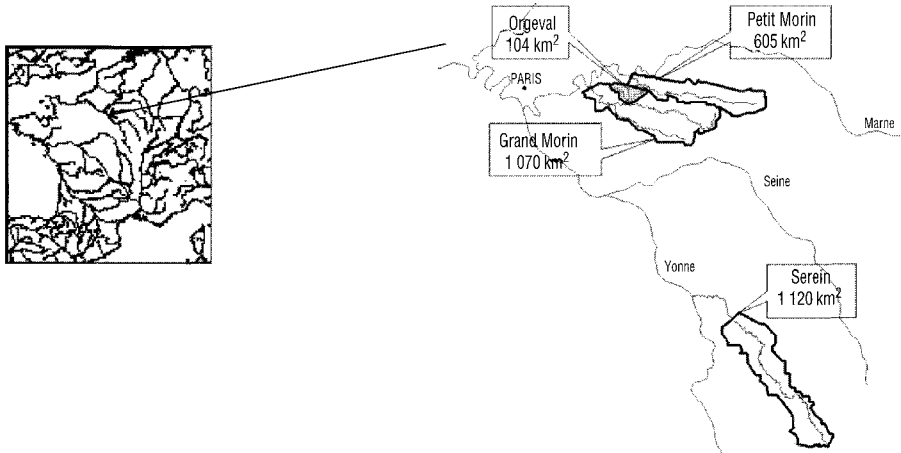 Orgeval
104 km²
Petit Morin
605 km²
PARIS
Marne
Grand Morin
1 070 km²
Seine
Yonne
Serein
1 120 km²